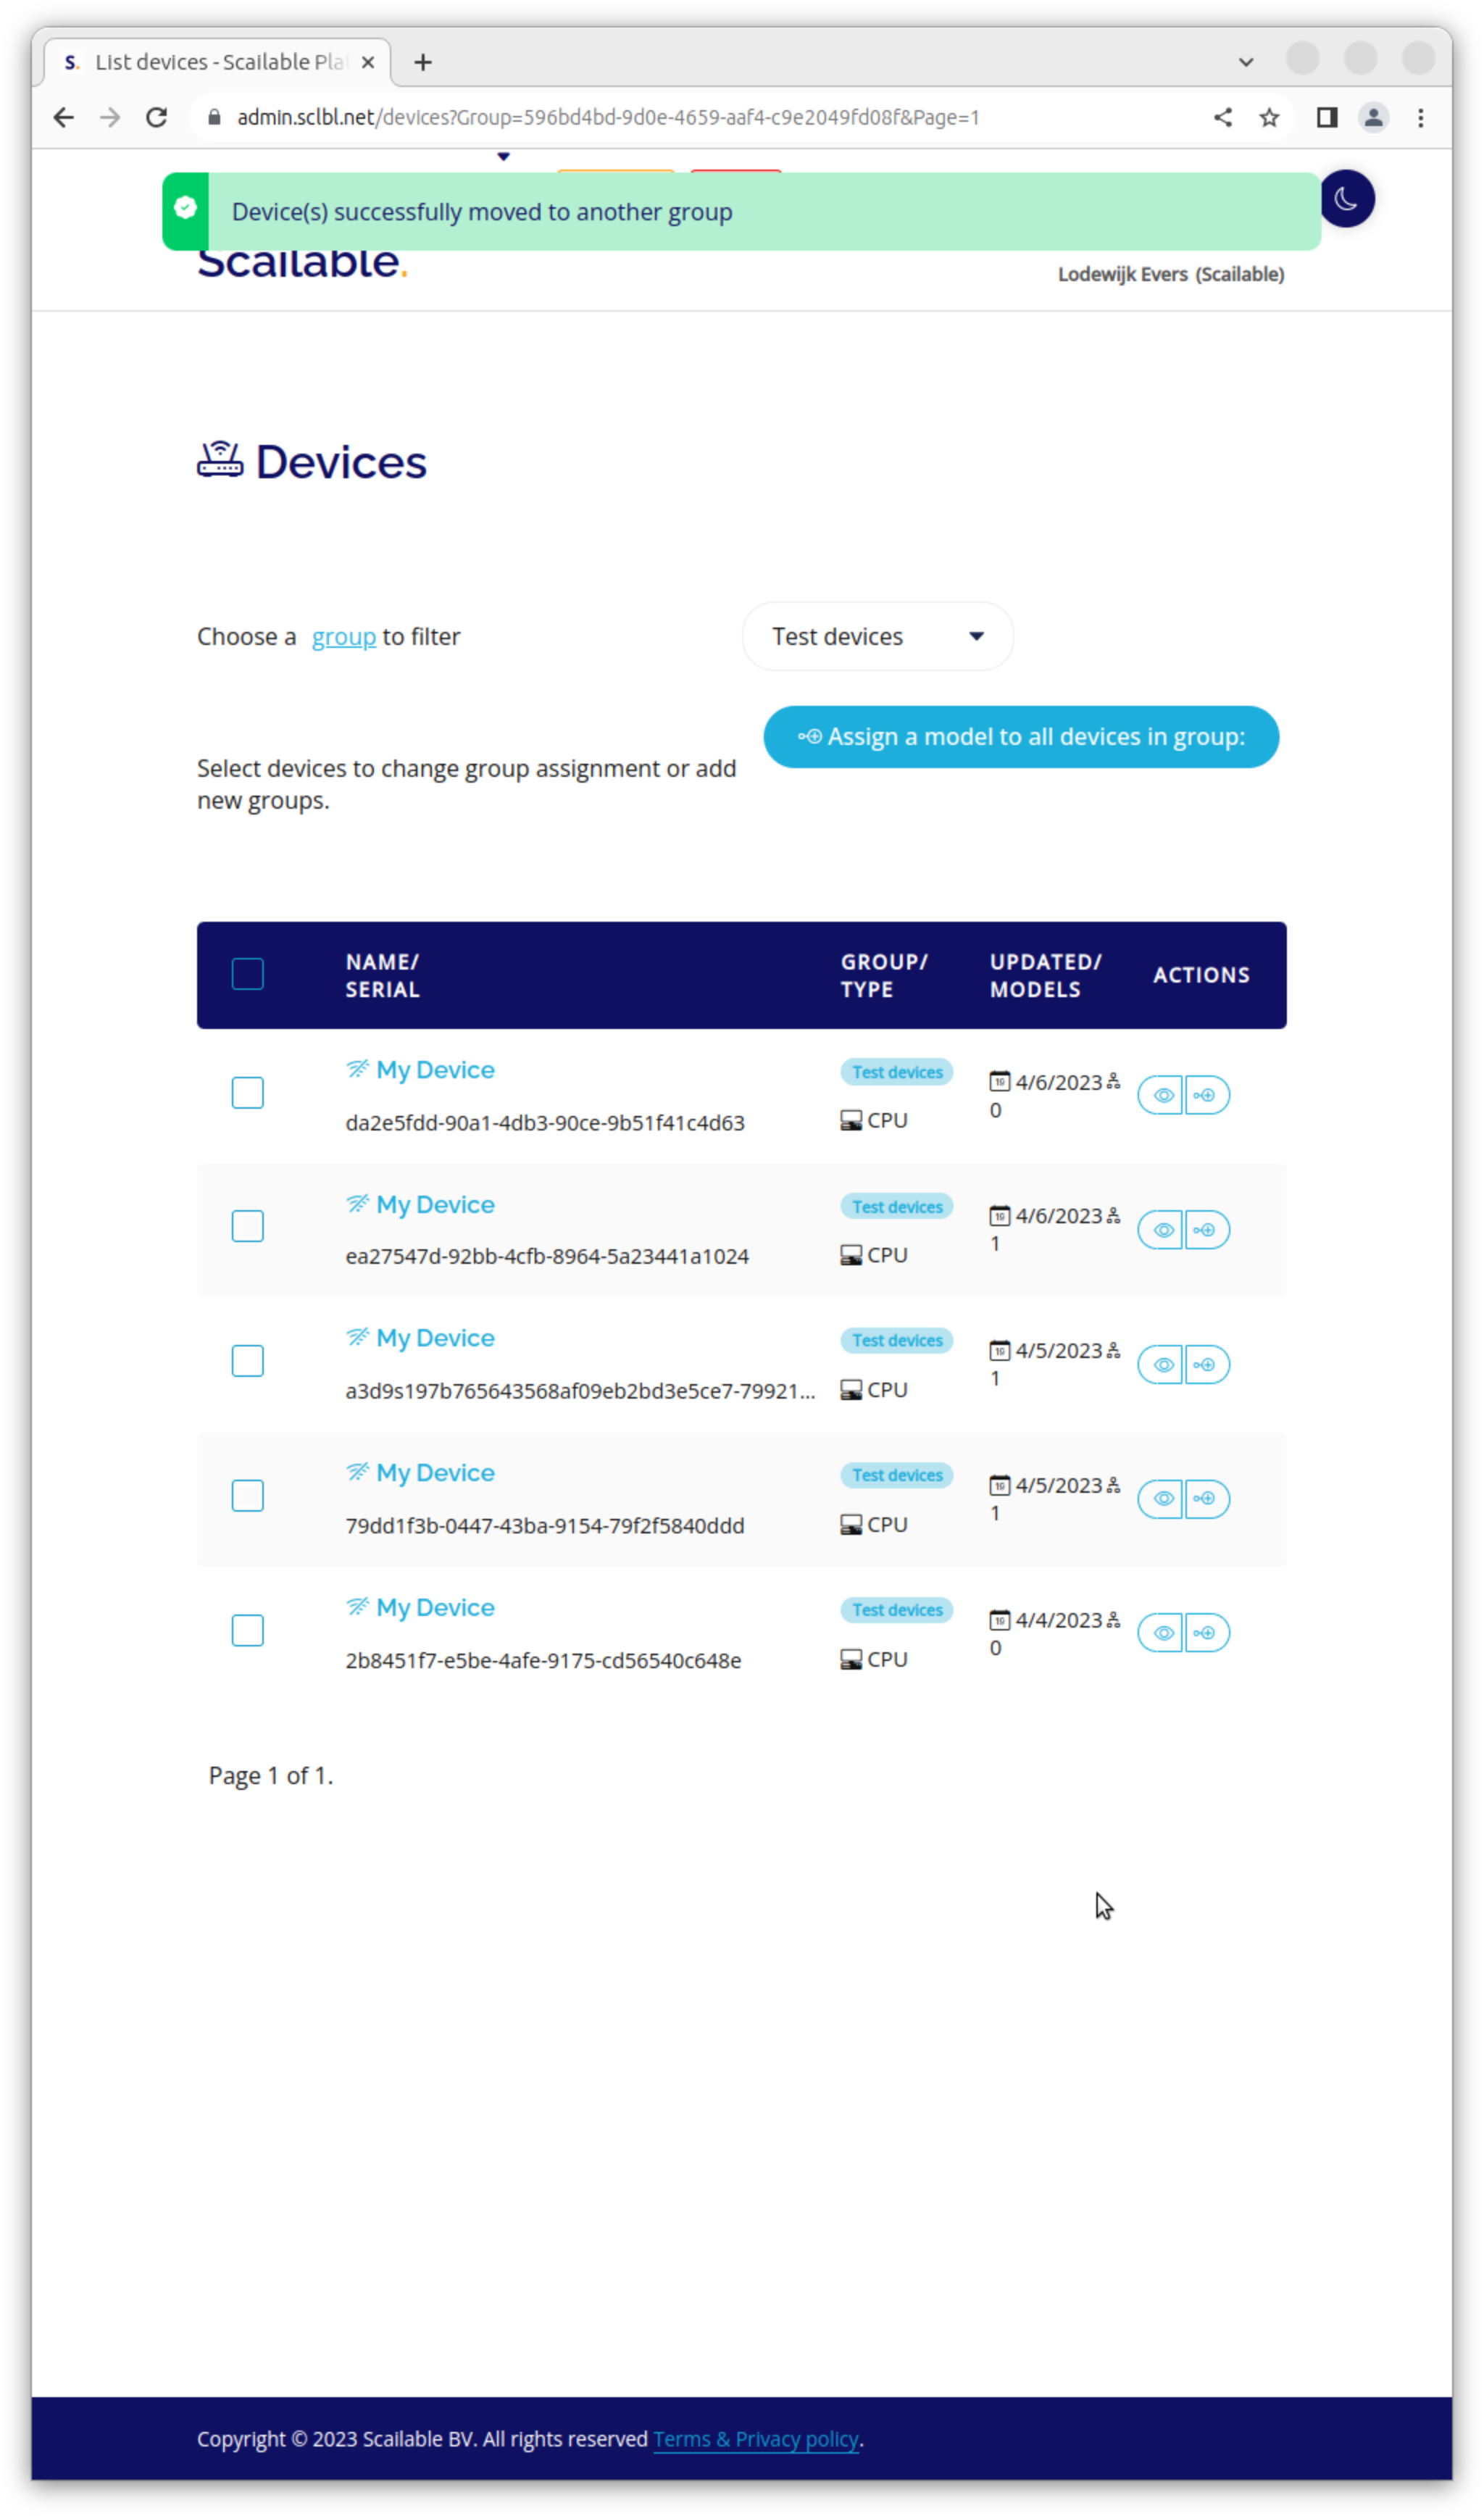 S. List devices - Scailable Pla
admin.sclbl.net/devices?Group=596bd4bd-9d0e-4659-aaf4-c9e2049fd08f&Page=1
Device(s) successfully moved to another group
Scailable.
Lodewijk Evers (Scailable)
Devices
Choose a group to filter
Test devices
Assign a model to all devices in group:
Select devices to change group assignment or add
new groups.
NAME/ GROUP/ UPDATED/ ACTIONS
SERIAL TYPE MODELS
My Device Test devices 19 4/6/2023
da2e5fdd-90a1-4db3-90ce-9b51f41c4d63 CPU 0
My Device Test devices 19 4/6/2023
ea27547d-92bb-4cfb-8964-5a23441a1024 CPU 1
My Device Test devices 19 4/5/2023
a3d9s197b765643568af09eb2bd3e5ce7-79921... CPU 1
My Device Test devices 19 4/5/2023
79dd1f3b-0447-43ba-9154-79f2f5840ddd CPU 1
My Device Test devices 19 4/4/2023
2b8451f7-e5be-4afe-9175-cd56540c648e CPU 0
Page 1 of 1.
Copyright © 2023 Scailable BV. All rights reserved Terms & Privacy policy.